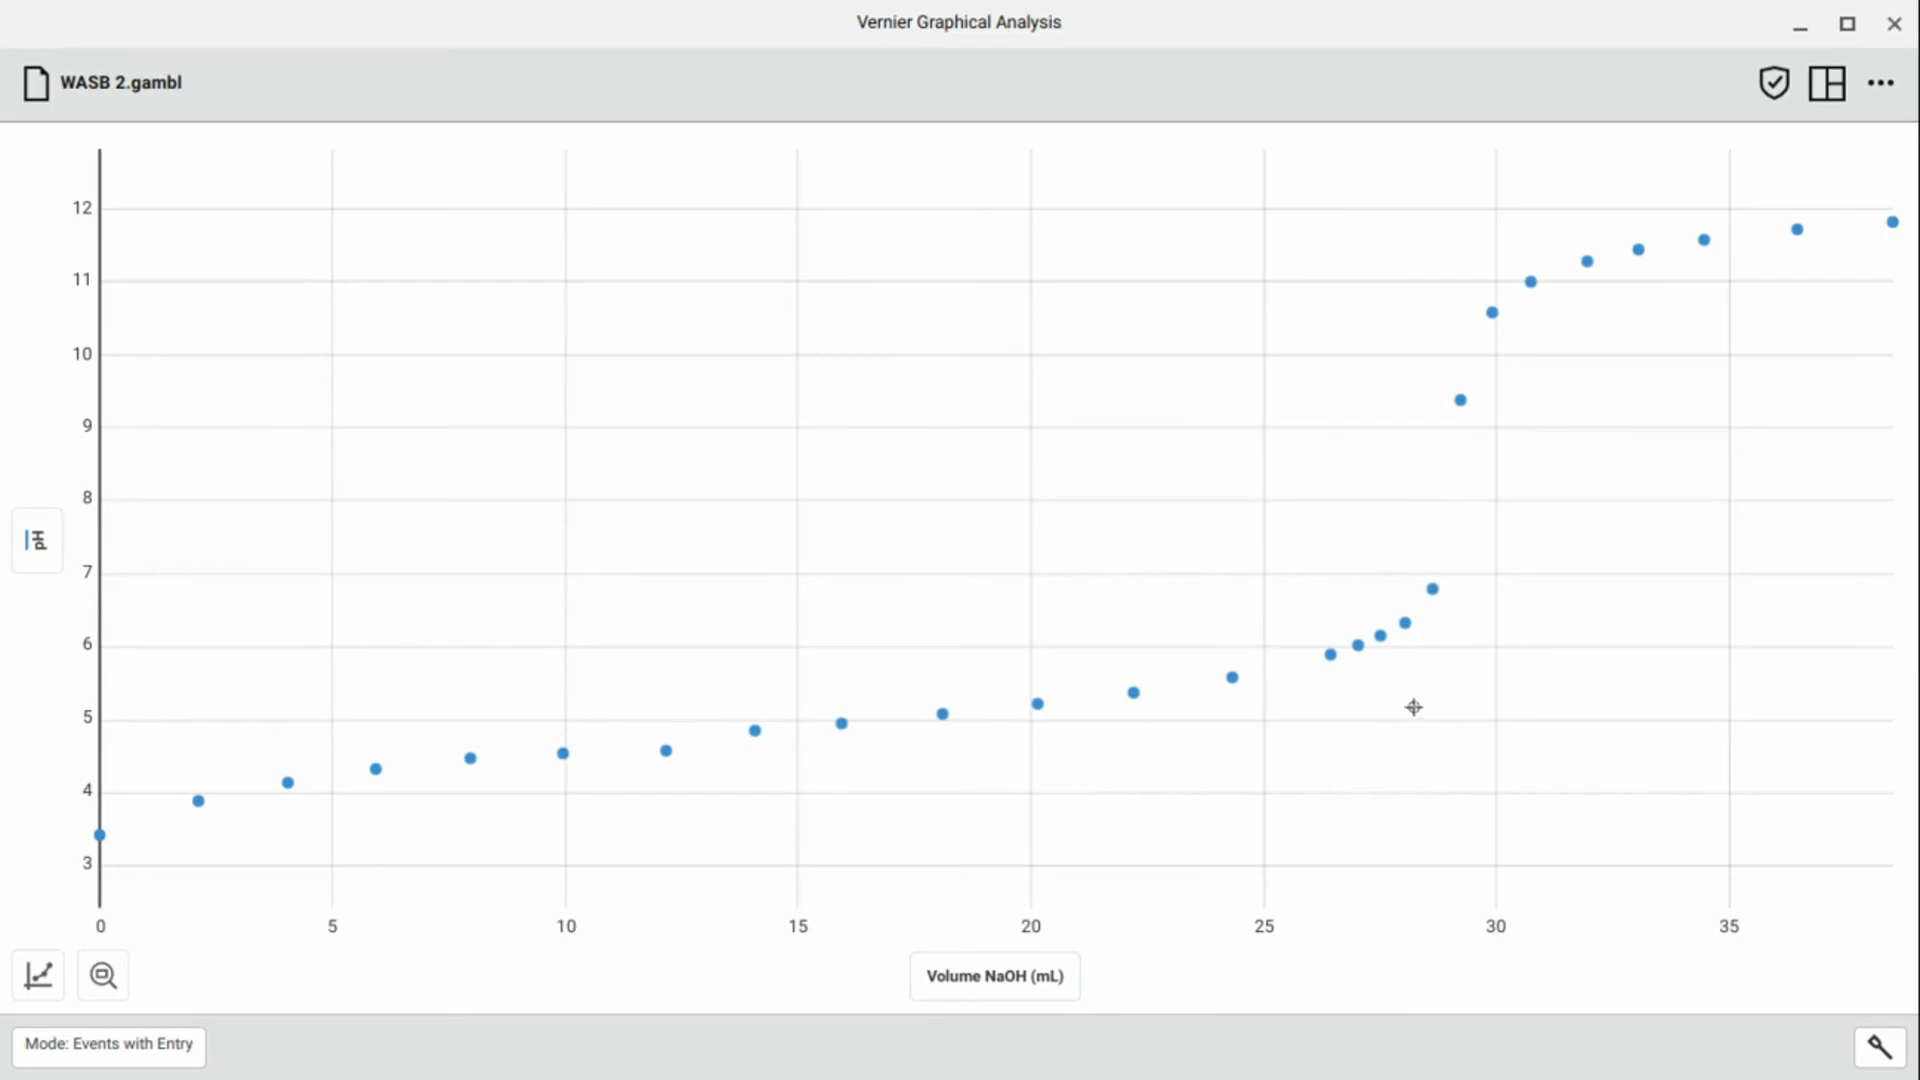 Vernier Graphical Analysis
WASB 2.gambl
12
11
10
9
8
7
6
5
4
3
pH
0 5 10 15 20 25 30 35
Volume NaOH (mL)
Mode: Events with Entry